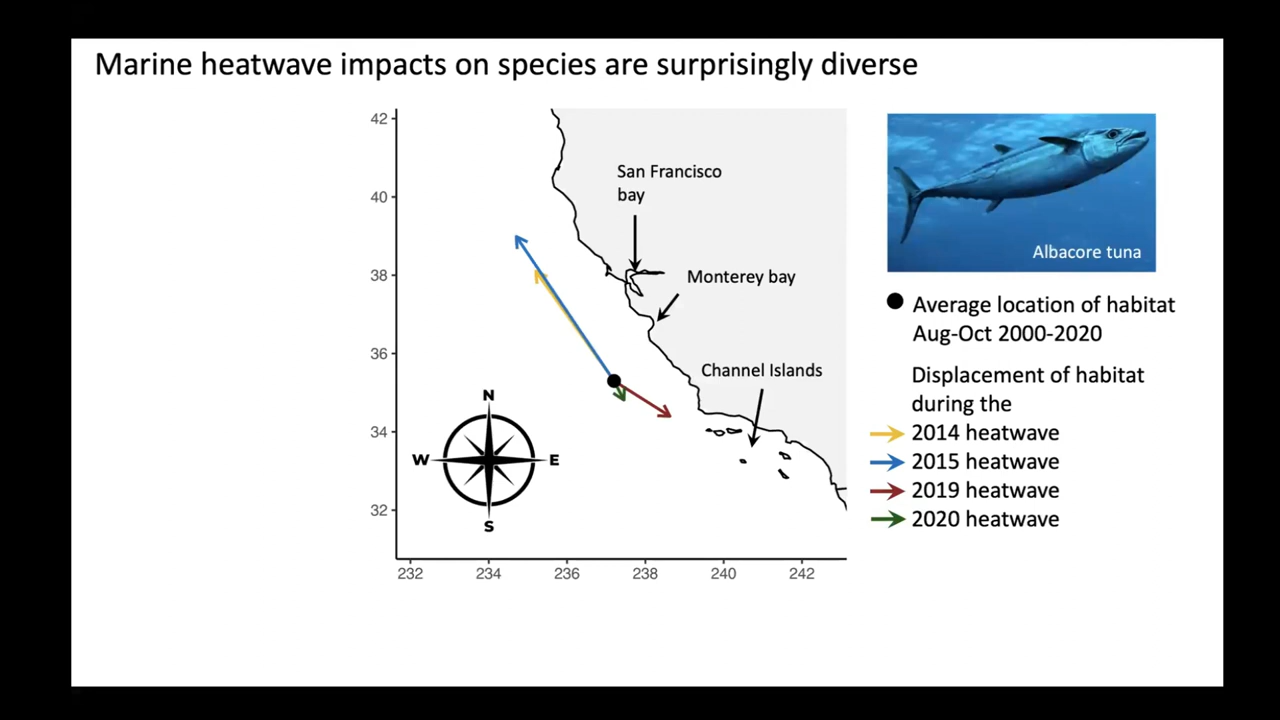 Marine heatwave impacts on species are surprisingly diverse
42
40
38
36
34
32
232
234
236
238
240
242
San Francisco
bay
Monterey bay
Channel Islands
N
W
E
S
Albacore tuna
Average location of habitat
Aug-Oct 2000-2020
Displacement of habitat
during the
2014 heatwave
2015 heatwave
2019 heatwave
2020 heatwave